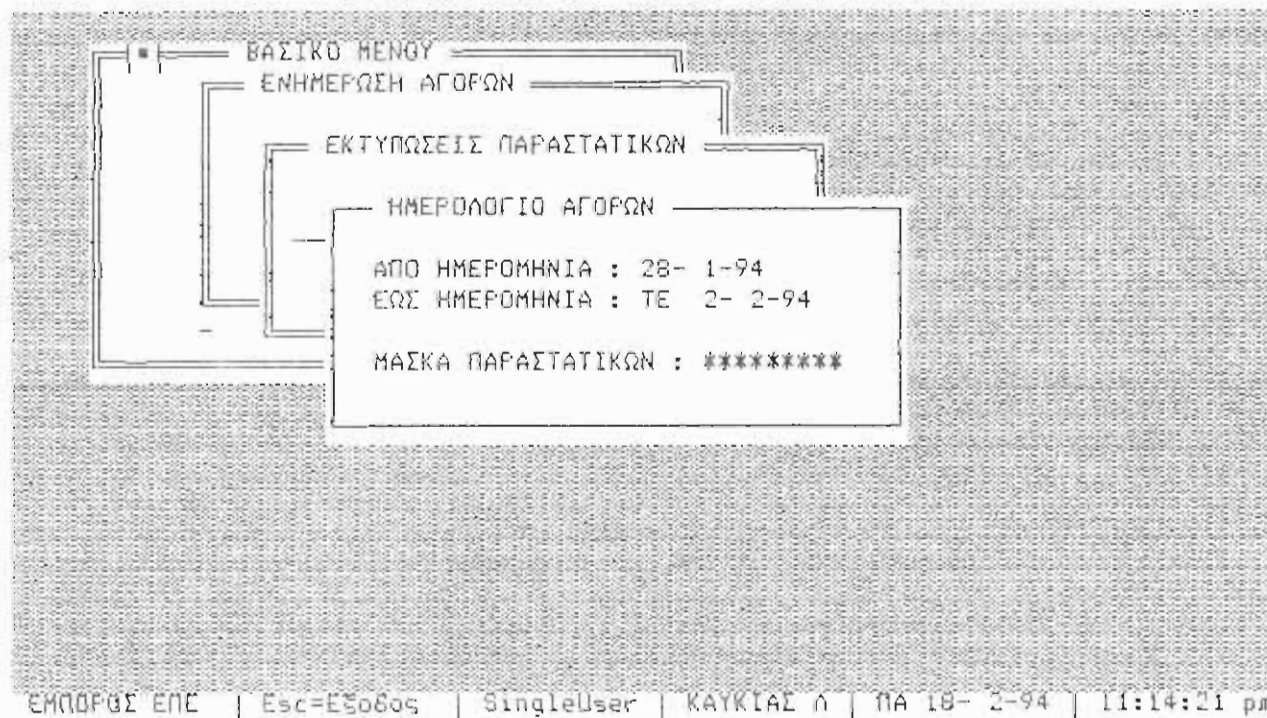 ΒΑΣΙΚΟ ΜΕΝΟΥ
ΕΝΗΜΕΡΩΣΗ ΑΓΟΡΩΝ
ΕΚΤΥΠΩΣΕΙΣ ΠΑΡΑΣΤΑΤΙΚΩΝ
ΗΜΕΡΟΛΟΓΙΟ ΑΓΟΡΩΝ
ΑΠΟ ΗΜΕΡΟΜΗΝΙΑ : 28- 1-94
ΕΩΣ ΗΜΕΡΟΜΗΝΙΑ : ΤΕ 2- 2-94
ΜΑΣΚΑ ΠΑΡΑΣΤΑΤΙΚΩΝ : *********
ΕΜΠΟΡΟΣ ΕΠΕ | Esc=Εξοδος | SingleUser | ΚΑΥΚΙΑΣ Λ | ΠΑ 18- 2-94 | 11:14:21 pm